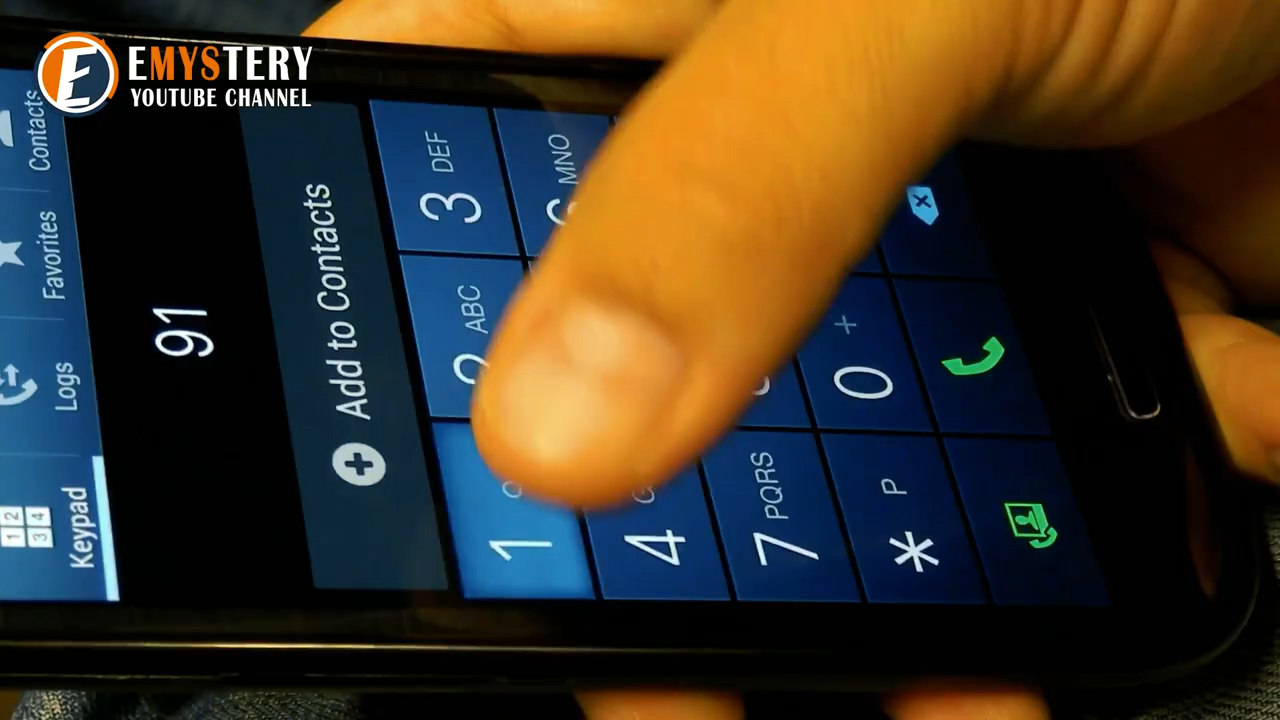 E EMYSTERY
YOUTUBE CHANNEL
Keypad
Logs
Favorites
Contacts
91
Add to Contacts
1
2 ABC
3 DEF
4
6 MNO
7 PQRS
* P
0 +